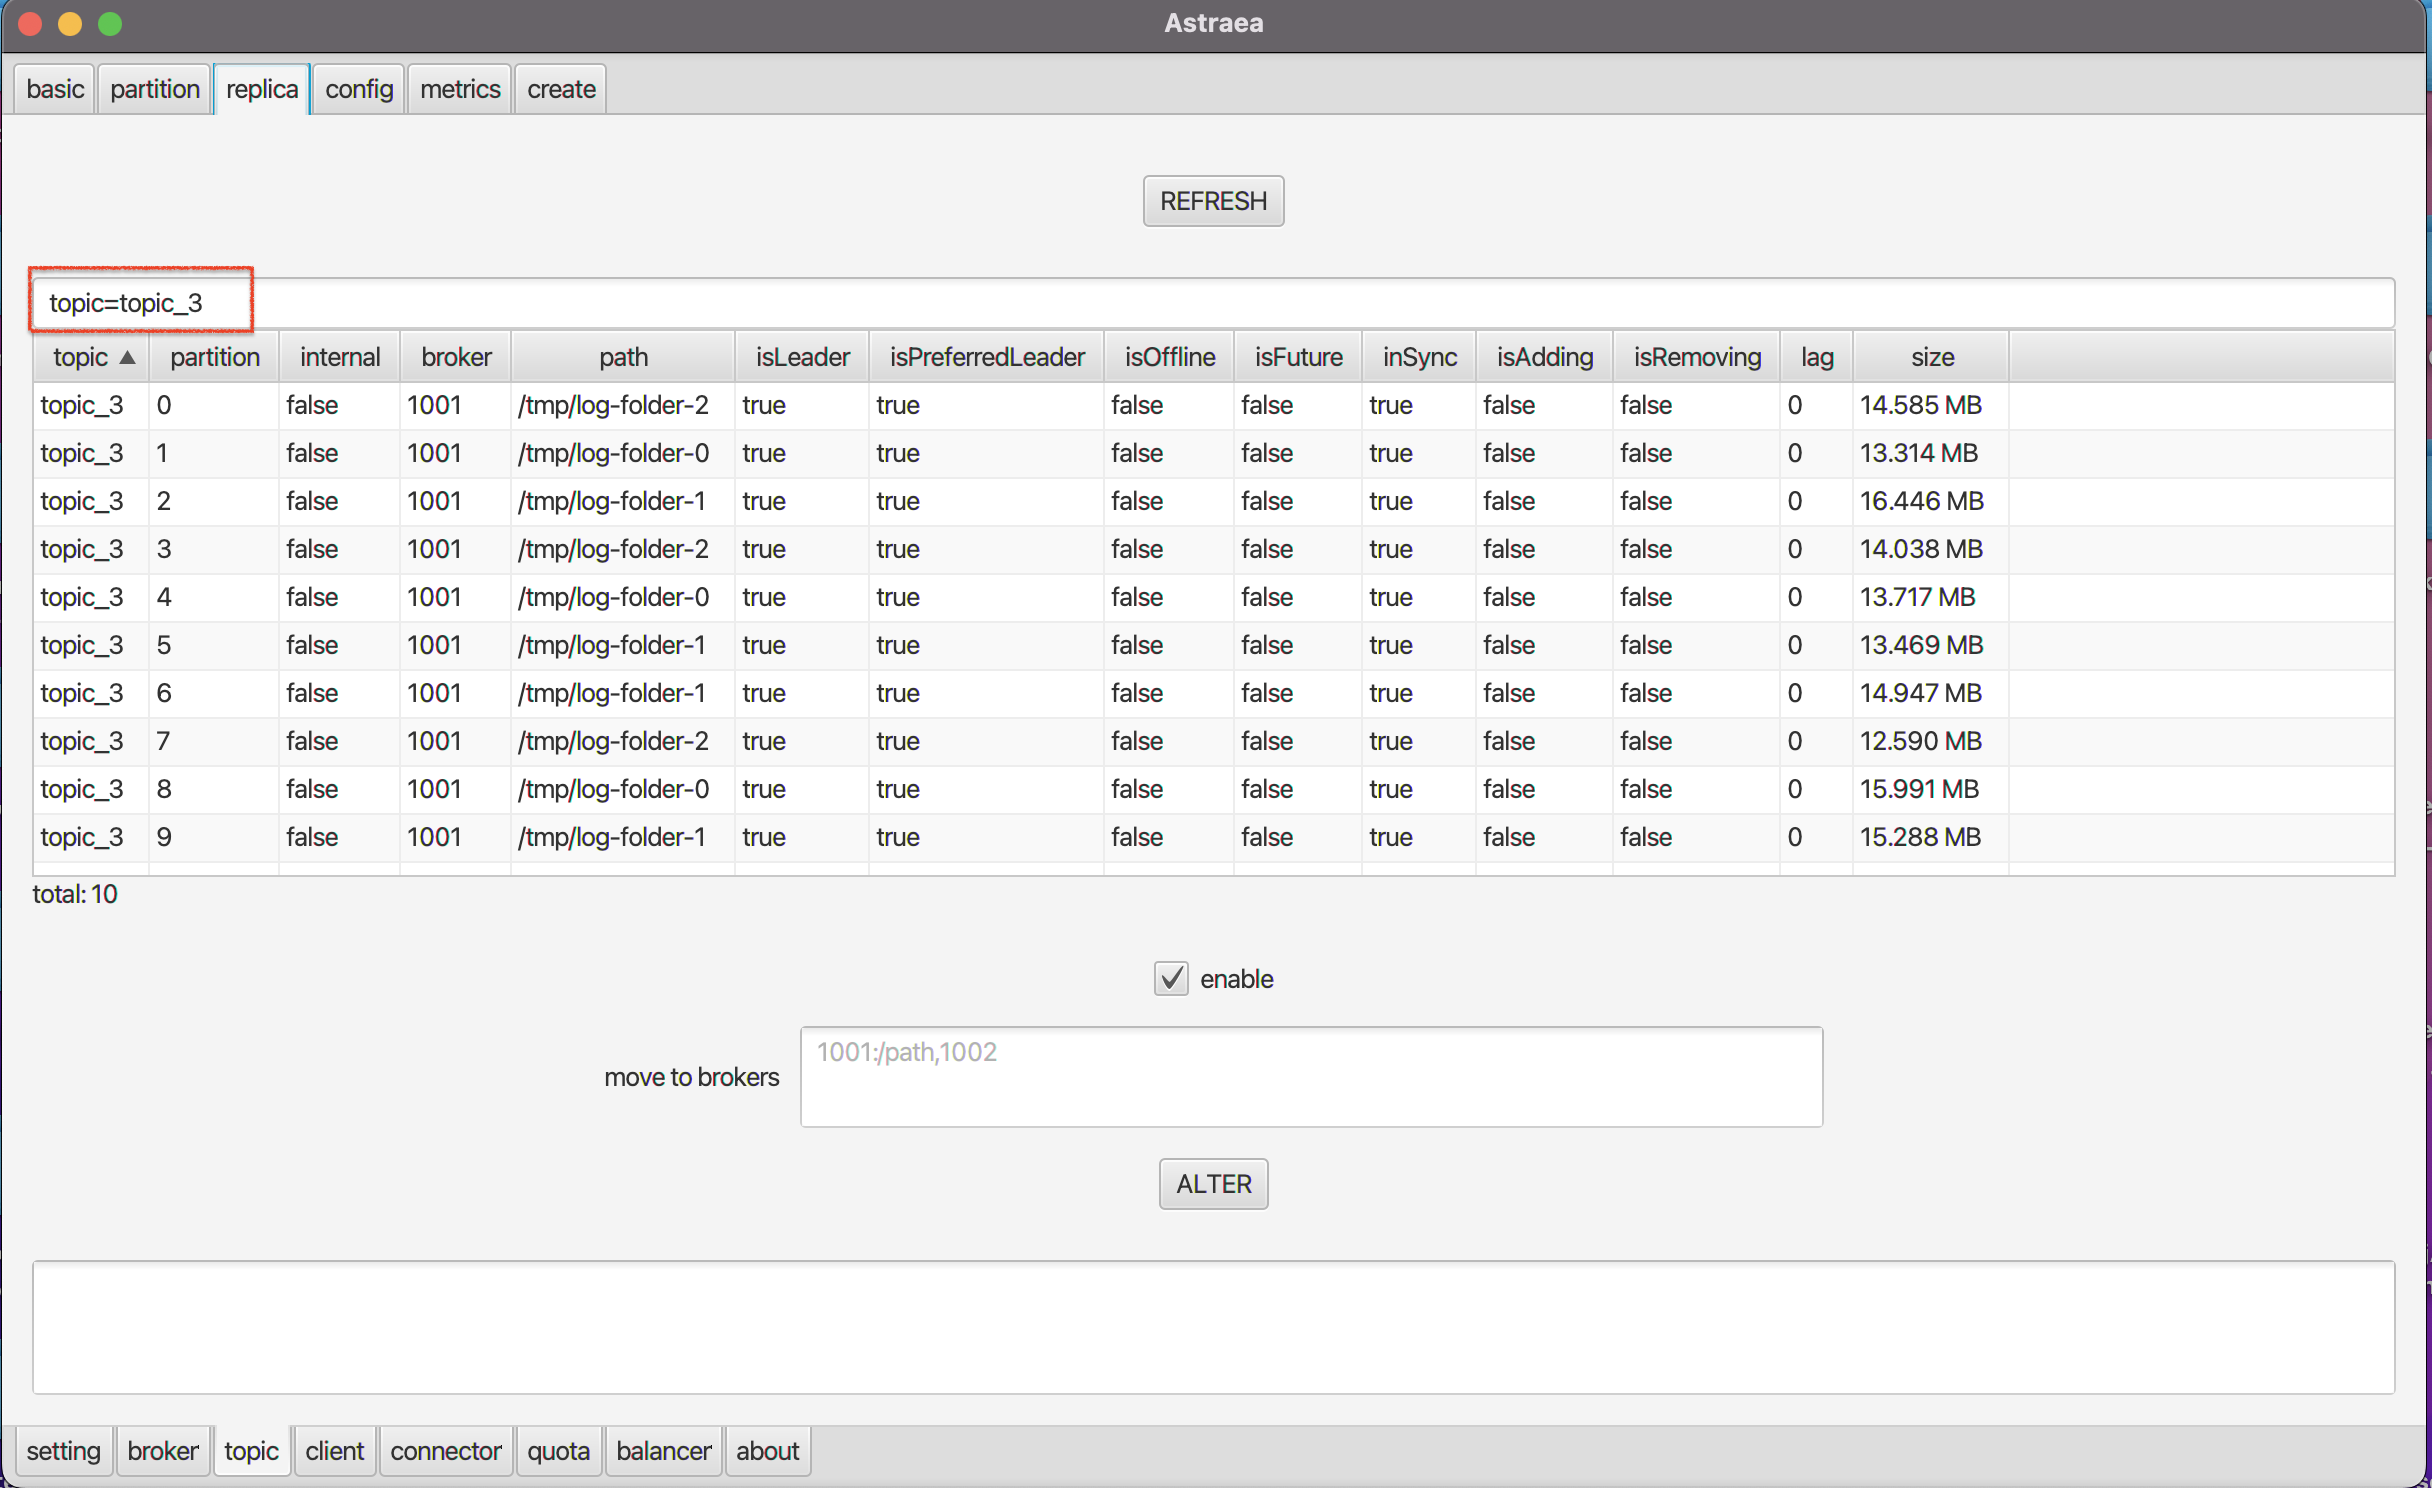 Astraea
basic partition replica config metrics create
REFRESH
topic=topic_3
topic ▲ partition internal broker path isLeader isPreferredLeader isOffline isFuture inSync isAdding isRemoving lag size
topic_3 0 false 1001 /tmp/log-folder-2 true true false false true false false 0 14.585 MB
topic_3 1 false 1001 /tmp/log-folder-0 true true false false true false false 0 13.314 MB
topic_3 2 false 1001 /tmp/log-folder-1 true true false false true false false 0 16.446 MB
topic_3 3 false 1001 /tmp/log-folder-2 true true false false true false false 0 14.038 MB
topic_3 4 false 1001 /tmp/log-folder-0 true true false false true false false 0 13.717 MB
topic_3 5 false 1001 /tmp/log-folder-1 true true false false true false false 0 13.469 MB
topic_3 6 false 1001 /tmp/log-folder-1 true true false false true false false 0 14.947 MB
topic_3 7 false 1001 /tmp/log-folder-2 true true false false true false false 0 12.590 MB
topic_3 8 false 1001 /tmp/log-folder-0 true true false false true false false 0 15.991 MB
topic_3 9 false 1001 /tmp/log-folder-1 true true false false true false false 0 15.288 MB
total: 10
enable
move to brokers 1001:/path,1002
ALTER
setting broker topic client connector quota balancer about